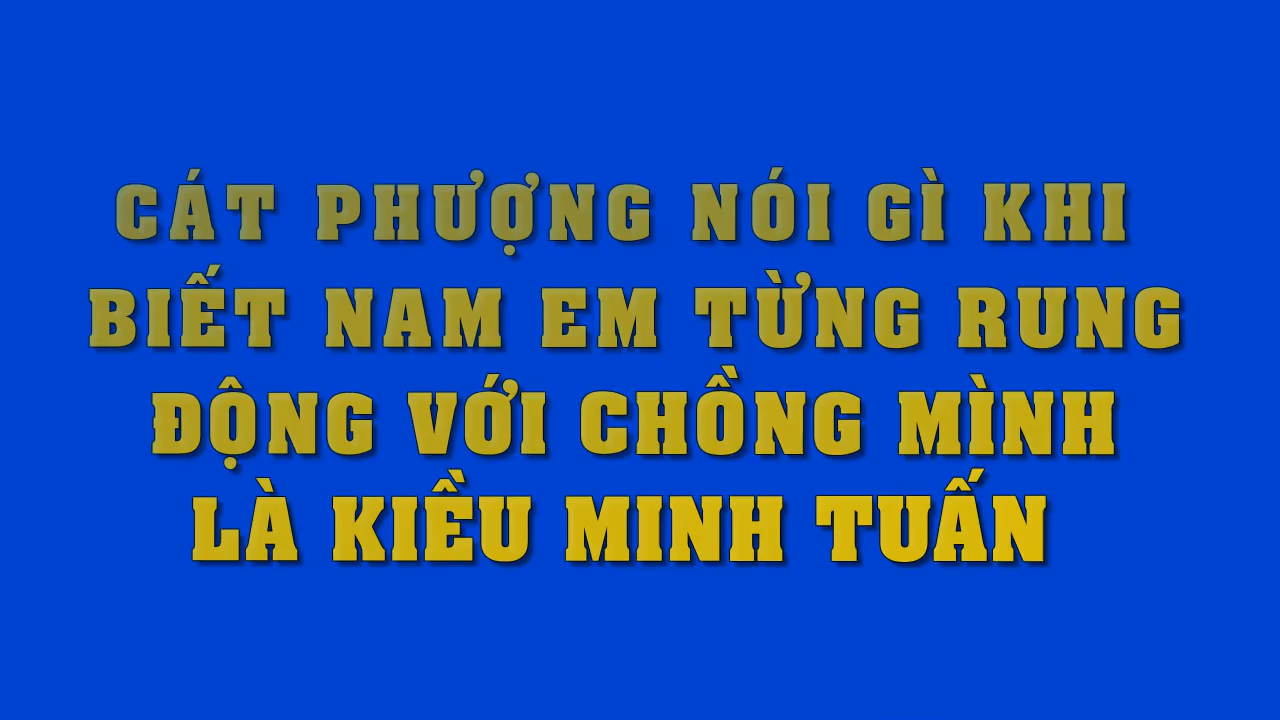 CÁT PHƯỢNG NÓI GÌ KHI
BIẾT NAM EM TỪNG RUNG
ĐỘNG VỚI CHỒNG MÌNH
LÀ KIỀU MINH TUẤN